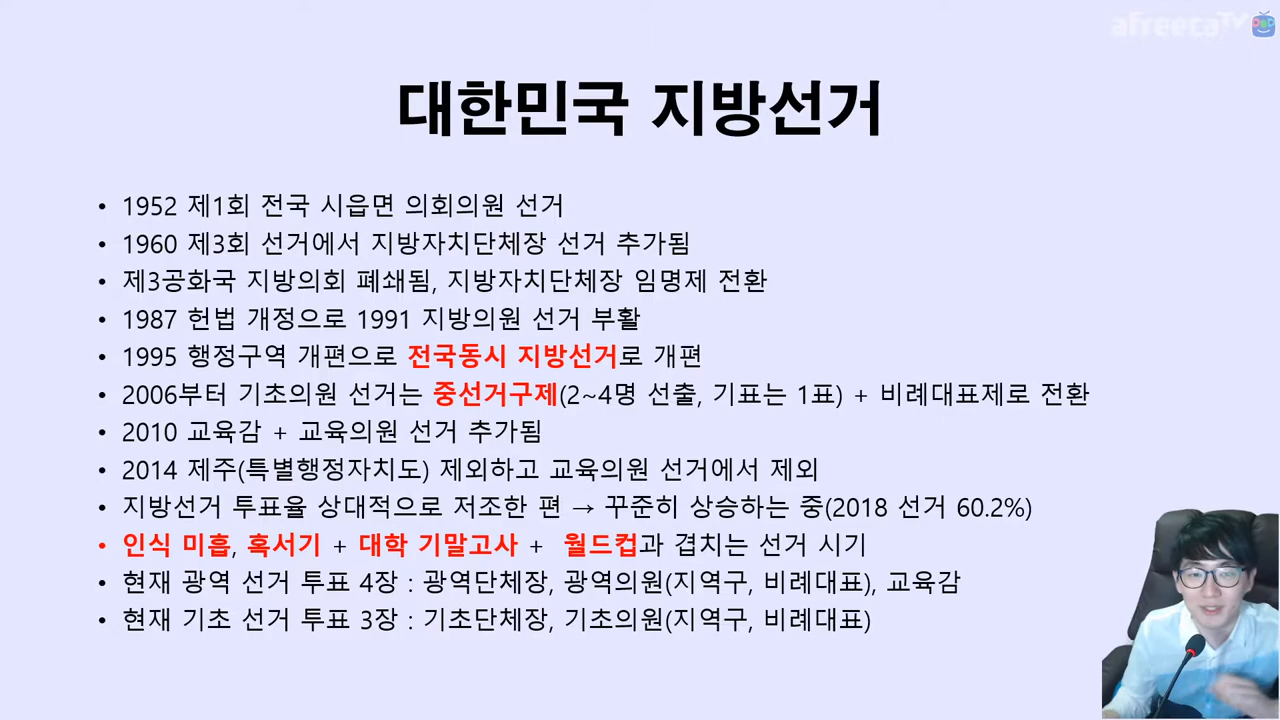 afreecaTV
대한민국 지방선거
• 1952 제1회 전국 시읍면 의회의원 선거
• 1960 제3회 선거에서 지방자치단체장 선거 추가됨
• 제3공화국 지방의회 폐쇄됨, 지방자치단체장 임명제 전환
• 1987 헌법 개정으로 1991 지방의원 선거 부활
• 1995 행정구역 개편으로 전국동시 지방선거로 개편
• 2006부터 기초의원 선거는 중선거구제(2~4명 선출, 기표는 1표) + 비례대표제로 전환
• 2010 교육감 + 교육의원 선거 추가됨
• 2014 제주(특별행정자치도) 제외하고 교육의원 선거에서 제외
• 지방선거 투표율 상대적으로 저조한 편 → 꾸준히 상승하는 중(2018 선거 60.2%)
• 인식 미흡, 혹서기 + 대학 기말고사 + 월드컵과 겹치는 선거 시기
• 현재 광역 선거 투표 4장 : 광역단체장, 광역의원(지역구, 비례대표), 교육감
• 현재 기초 선거 투표 3장 : 기초단체장, 기초의원(지역구, 비례대표)